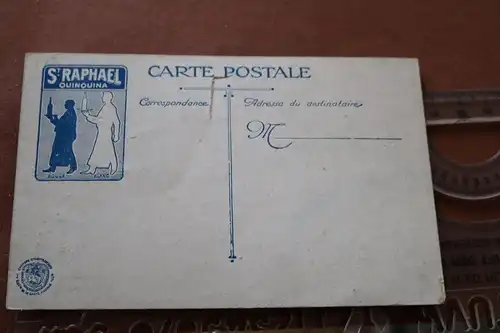 ST RAPHAEL
QUINQUINA
CARTE POSTALE
Correspondance
Adresse du destinataire
M
ROUGE BLANC